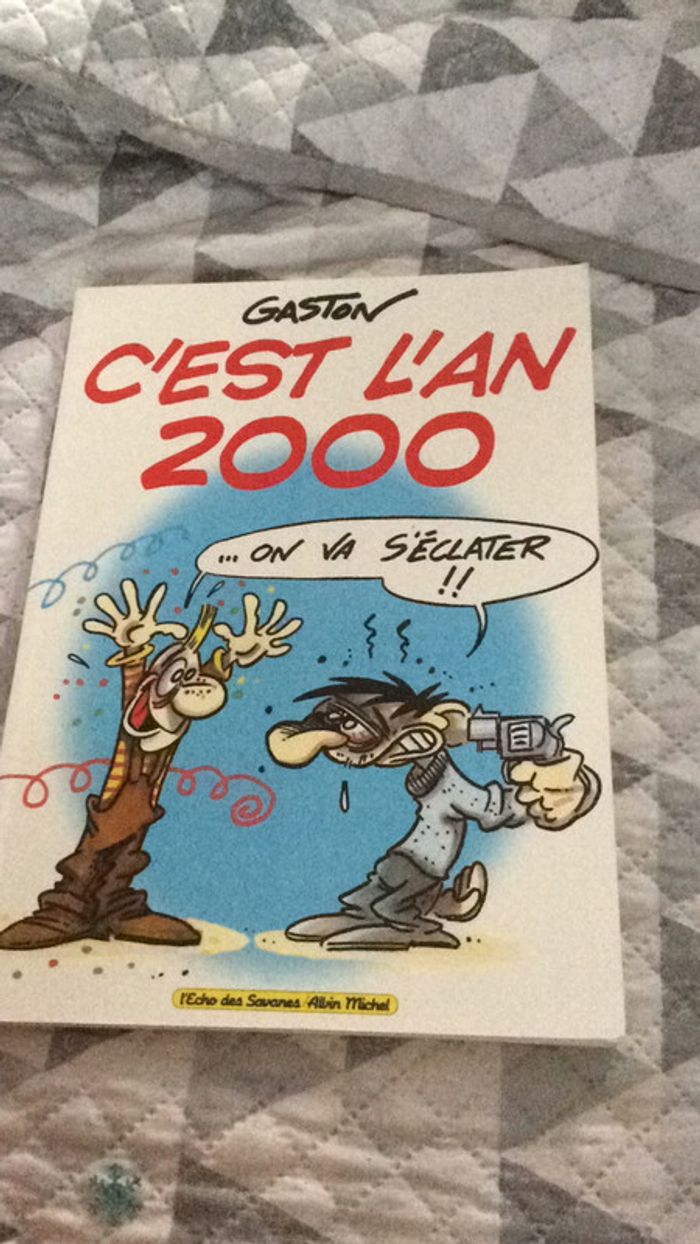 GASTON
C'EST L'AN
2000
... ON VA S'ÉCLATER
!!
l'Echo des Savanes / Albin Michel